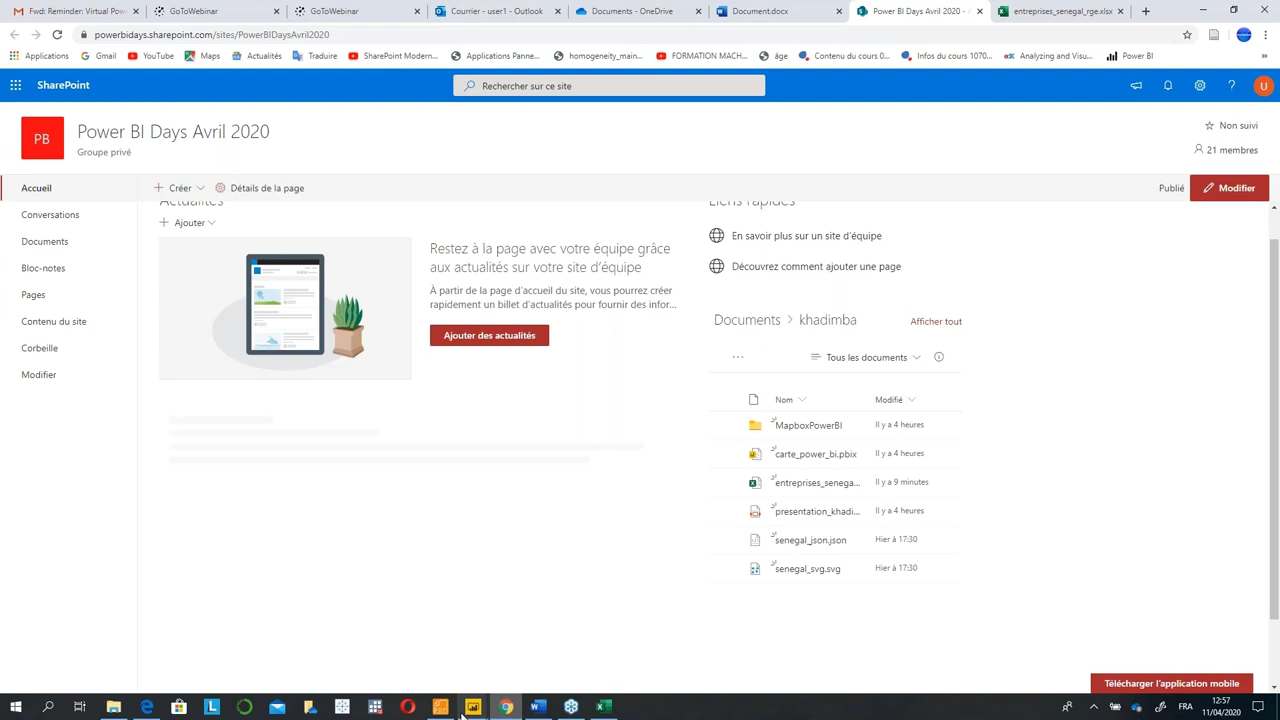 Fwd: Reminder: Virtual Pow
GoToWebinar
GoToWebinar
Courrier - user1 - Outlook
Documents - OneDrive
Document.docx
Power BI Days Avril 2020 - A
entreprises_senegal_rge.xlsx
powerbidays.sharepoint.com/sites/PowerBIDaysAvril2020
Applications
Gmail
YouTube
Maps
Actualités
Traduire
SharePoint Modern...
Applications Panne...
homogeneity_main...
FORMATION MACH...
âge
Contenu du cours 0...
Infos du cours 1070...
Analyzing and Visu...
Power BI
»
SharePoint
Rechercher sur ce site
?
U
PB
Power BI Days Avril 2020
Groupe privé
Non suivi
21 membres
Accueil
Créer
Détails de la page
Publié
Modifier
Conversations
Documents
Bloc-notes
Pages
Contenu du site
Corbeille
Modifier
Actualités
Ajouter
Restez à la page avec votre équipe grâce
aux actualités sur votre site d'équipe
À partir de la page d'accueil du site, vous pourrez créer
rapidement un billet d'actualités pour fournir des infor...
Ajouter des actualités
Liens rapides
En savoir plus sur un site d'équipe
Découvrez comment ajouter une page
Documents > khadimba
Afficher tout
...
Tous les documents
Nom
Modifié
MapboxPowerBI
Il y a 4 heures
carte_power_bi.pbix
Il y a 4 heures
entreprises_senega...
Il y a 9 minutes
presentation_khadi...
Il y a 4 heures
senegal_json.json
Hier à 17:30
senegal_svg.svg
Hier à 17:30
Télécharger l'application mobile
L
FRA
12:57
11/04/2020